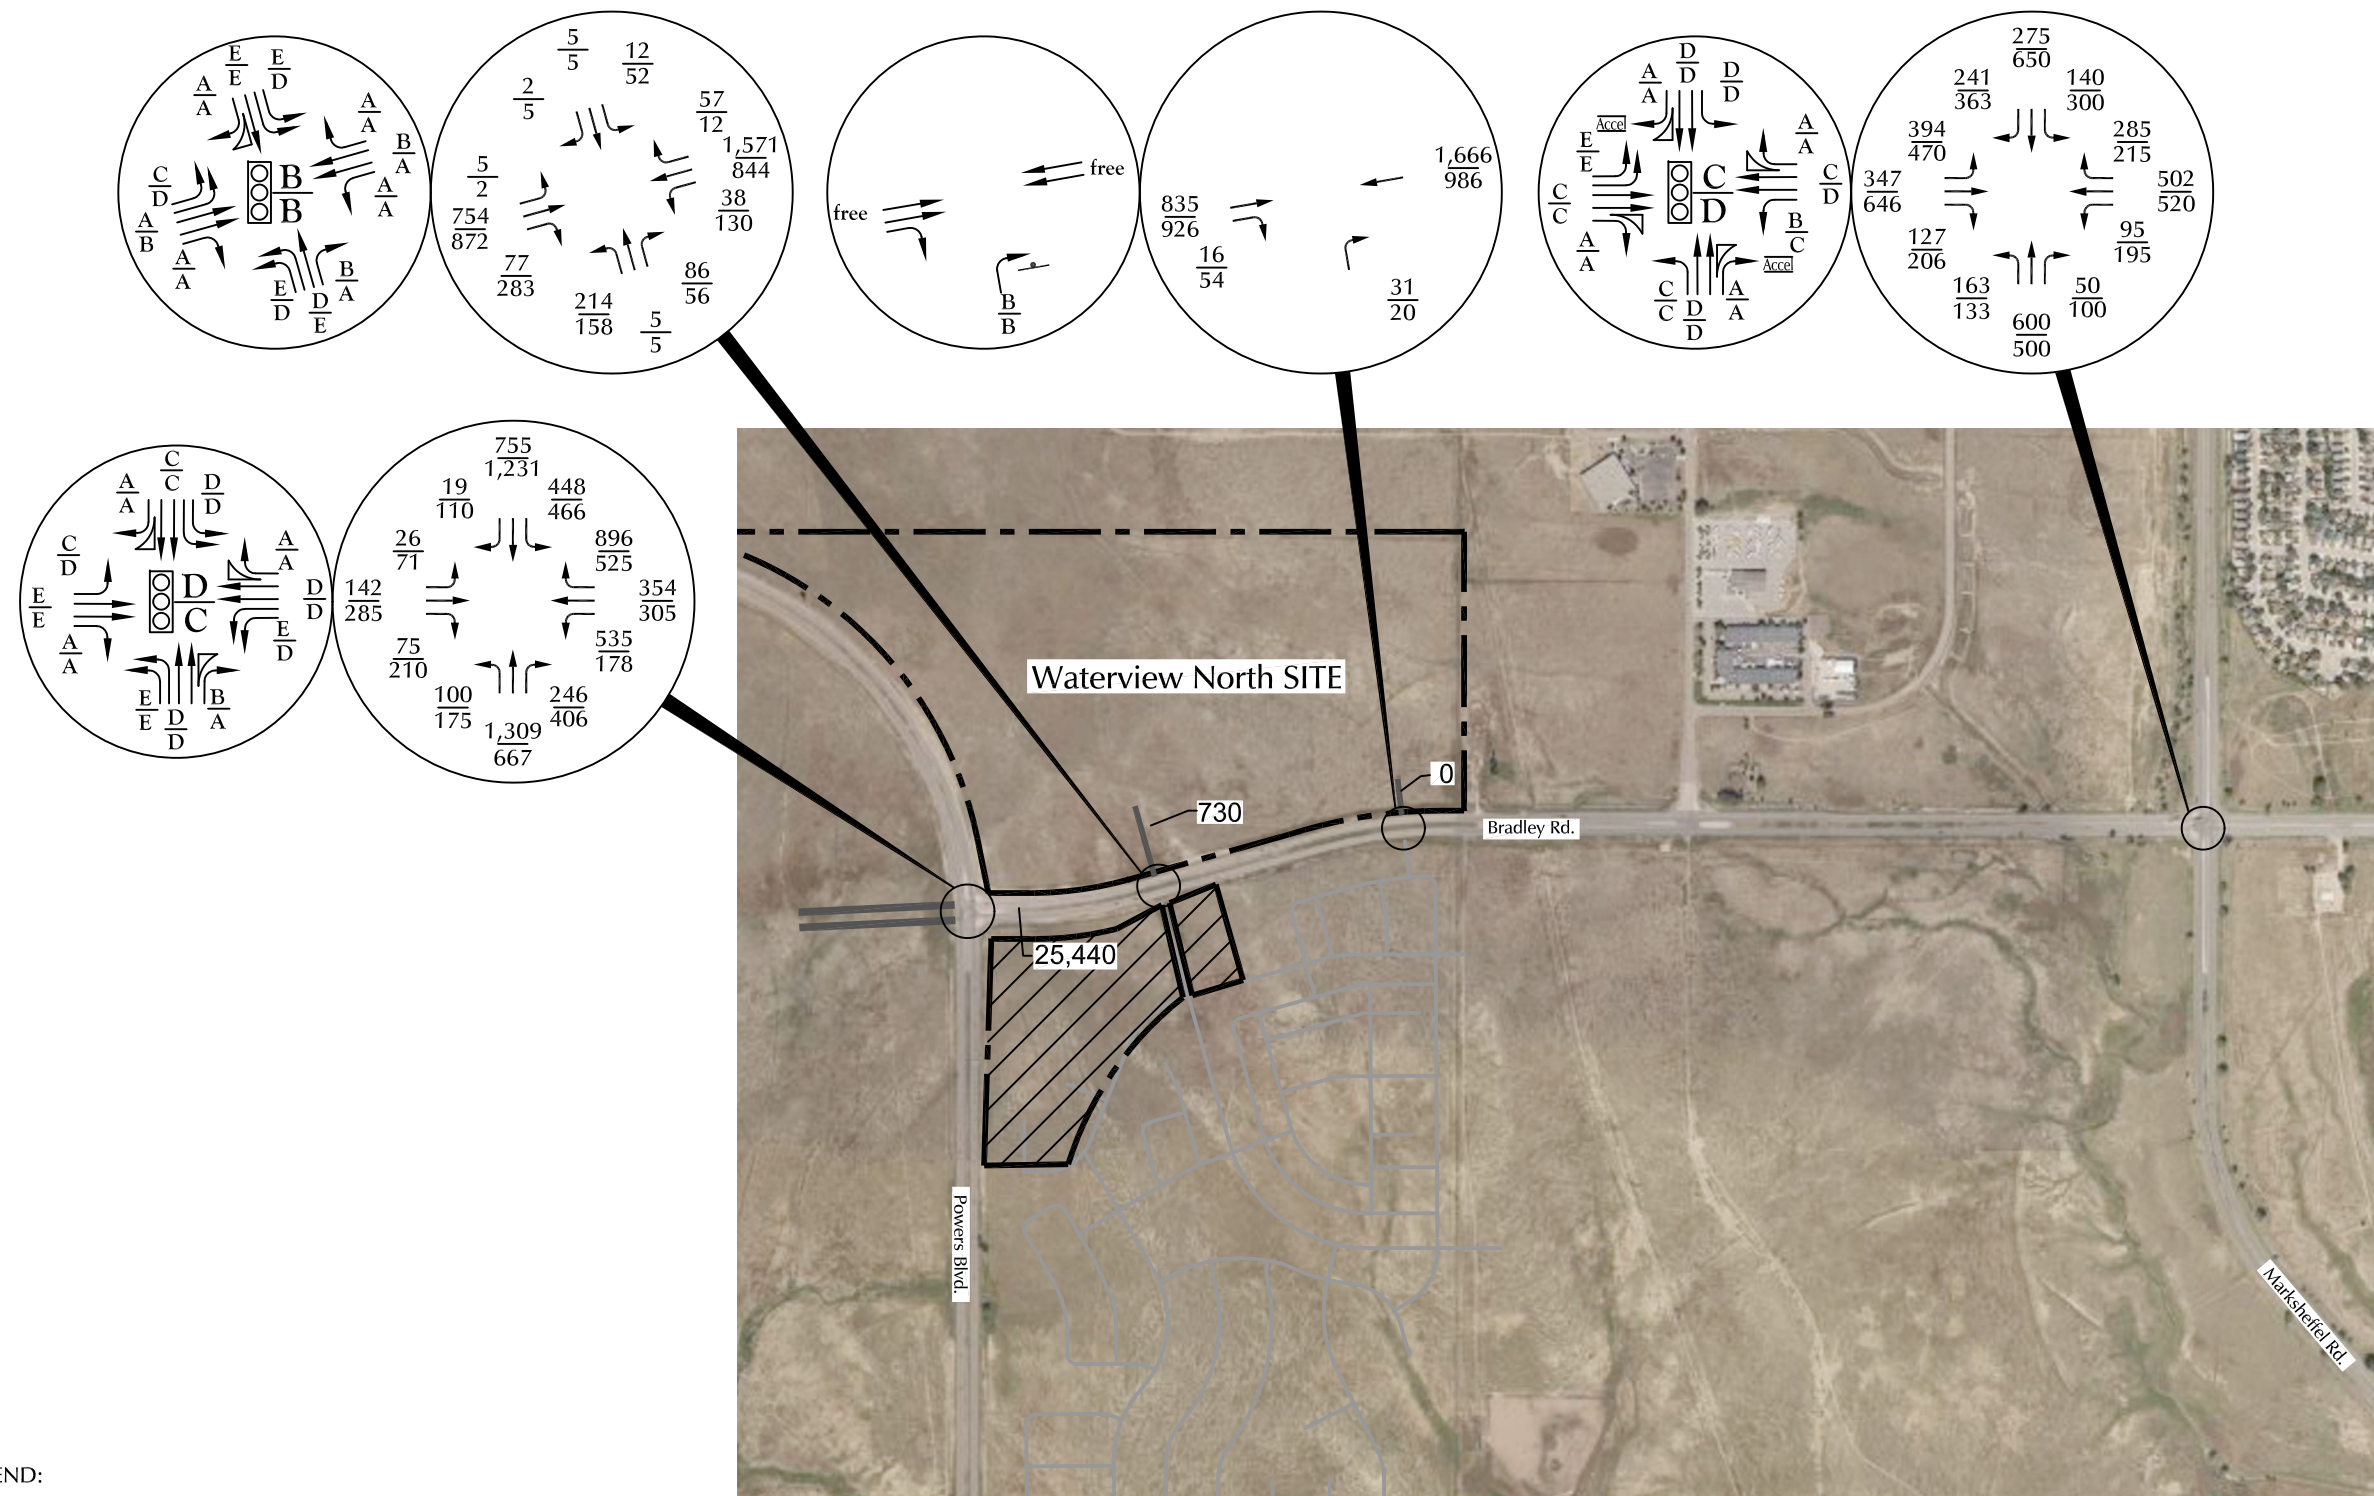 E
E
E
D
A
A
A
A
B
A
A
A
C
D
A
B
A
A
B
B
E
D
D
E
B
A
5
5
12
52
2
5
57
12
1,571
844
5
2
754
872
38
130
77
283
86
56
214
158
5
5
free
free
B
B
1,666
986
835
926
16
54
31
20
D
D
A
A
D
D
Accel
A
A
E
E
C
C
C
D
C
D
B
C
A
A
Accel
C
C
D
D
A
A
275
650
241
363
140
300
394
470
285
215
347
646
502
520
127
206
95
195
163
133
50
100
600
500
C
C
A
A
D
D
C
D
A
A
E
E
D
C
D
D
A
A
E
D
E
E
D
D
B
A
755
1,231
19
110
448
466
26
71
896
525
142
285
354
305
75
210
535
178
100
175
246
406
1,309
667
Waterview North SITE
0
730
Bradley Rd.
25,440
Powers Blvd.
Marksheffel Rd.
END: